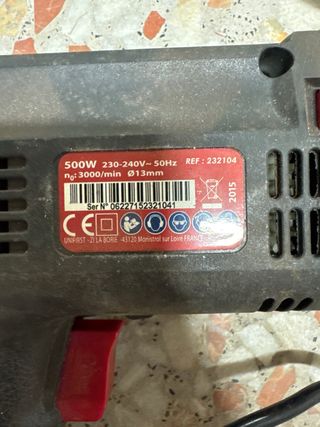 500W 230-240V~ 50Hz REF : 232104
n₀: 3000/min Ø13mm
Ser N° 06227152321041
2015
CE
UNIFIRST - ZI LA BORIE - 43120 Monistrol sur Loire FRANCE